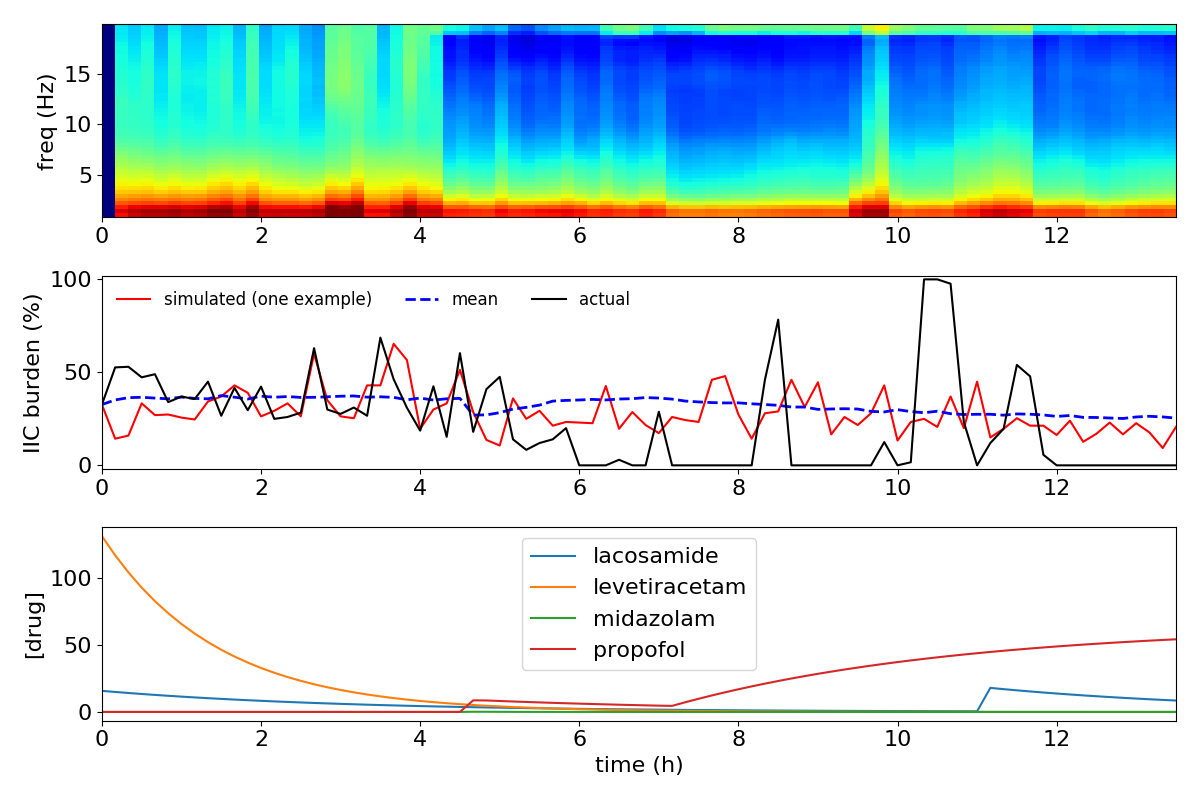 freq (Hz)
15
10
5
0 2 4 6 8 10 12
IIC burden (%)
100
50
0
simulated (one example) mean actual
0 2 4 6 8 10 12
[drug]
100
50
0
lacosamide
levetiracetam
midazolam
propofol
0 2 4 6 8 10 12
time (h)